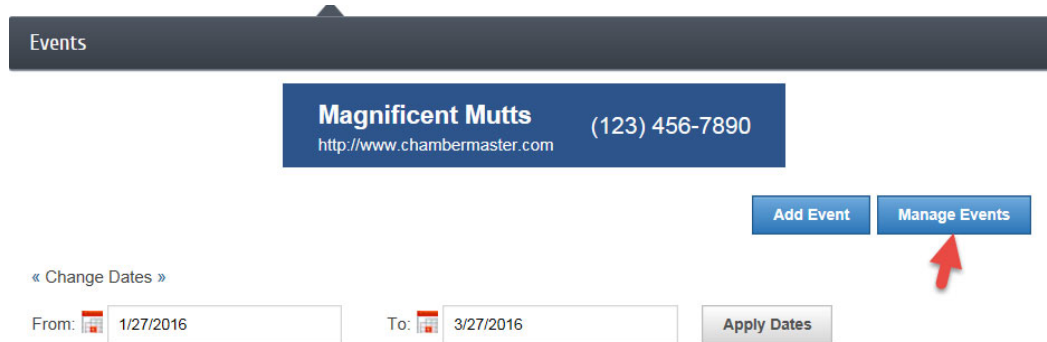 Events
Magnificent Mutts
http://www.chambermaster.com
(123) 456-7890
Add Event
Manage Events
« Change Dates »
From: 1/27/2016 To: 3/27/2016 Apply Dates